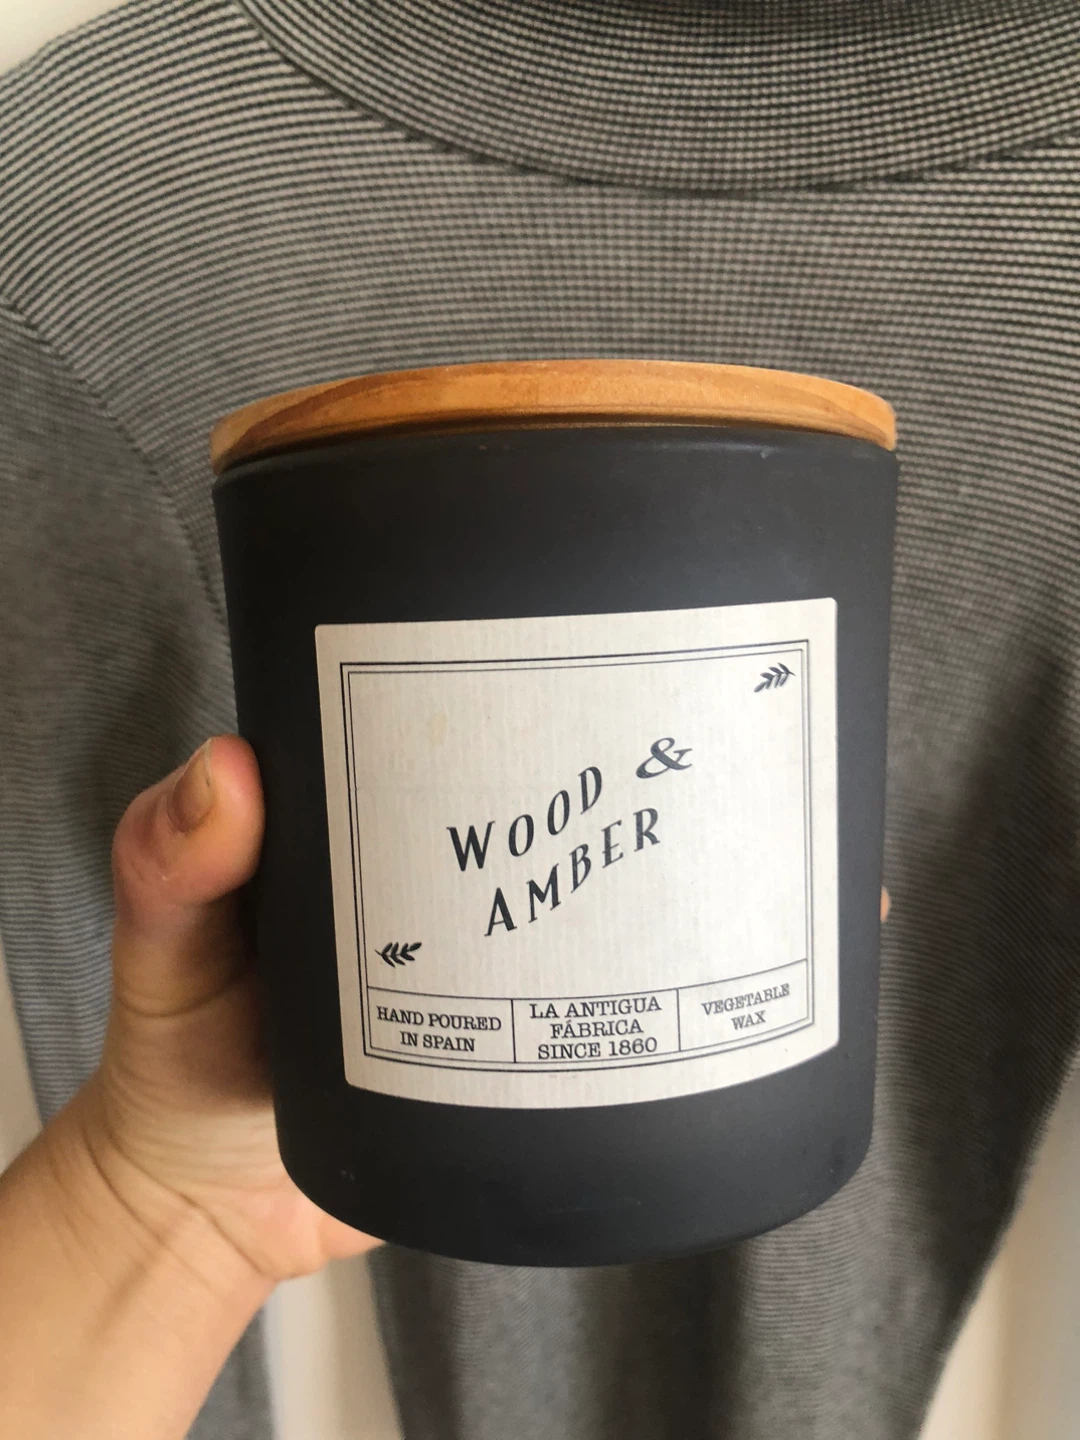 WOOD &
AMBER
HAND POURED
IN SPAIN
LA ANTIGUA
FÁBRICA
SINCE 1860
VEGETABLE
WAX